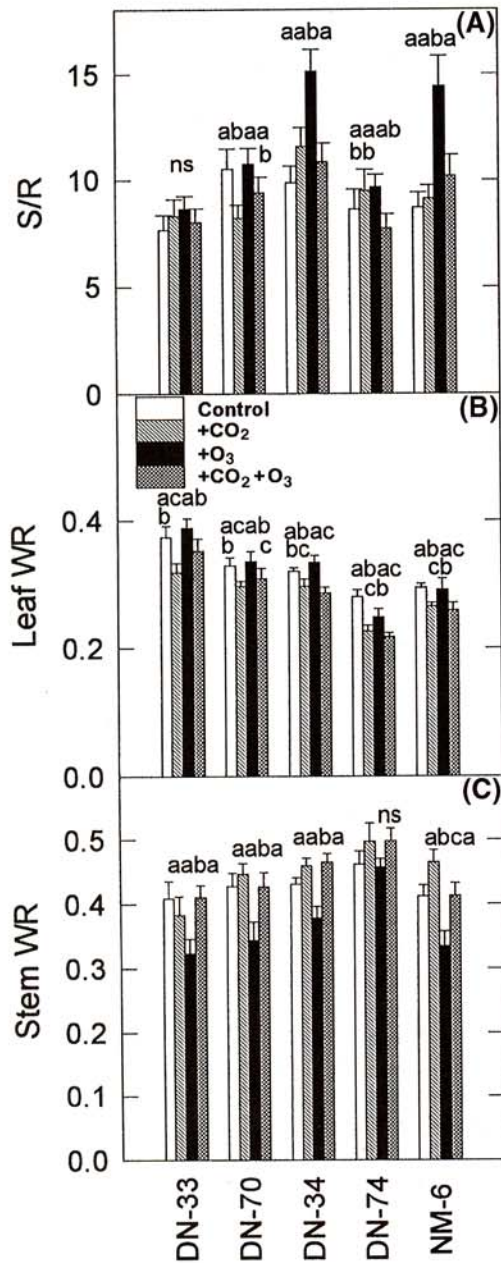 (A)
aaba
aaba
15
abaa
b
aaab
bb
ns
S/R
10
5
0
(B)
Control
+CO₂
+O₃
+CO₂+O₃
0.4
acab
b
acab
b c
abac
bc
abac
cb
abac
cb
Leaf WR
0.2
0.0
(C)
ns
0.5
aaba
aaba
aaba
abca
0.4
Stem WR
0.3
0.2
0.1
0.0
DN-33
DN-70
DN-34
DN-74
NM-6